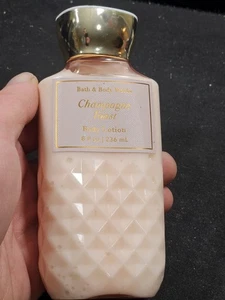 Bath & Body Works
Champagne
Toast
Body Lotion
8 fl oz / 236 mL